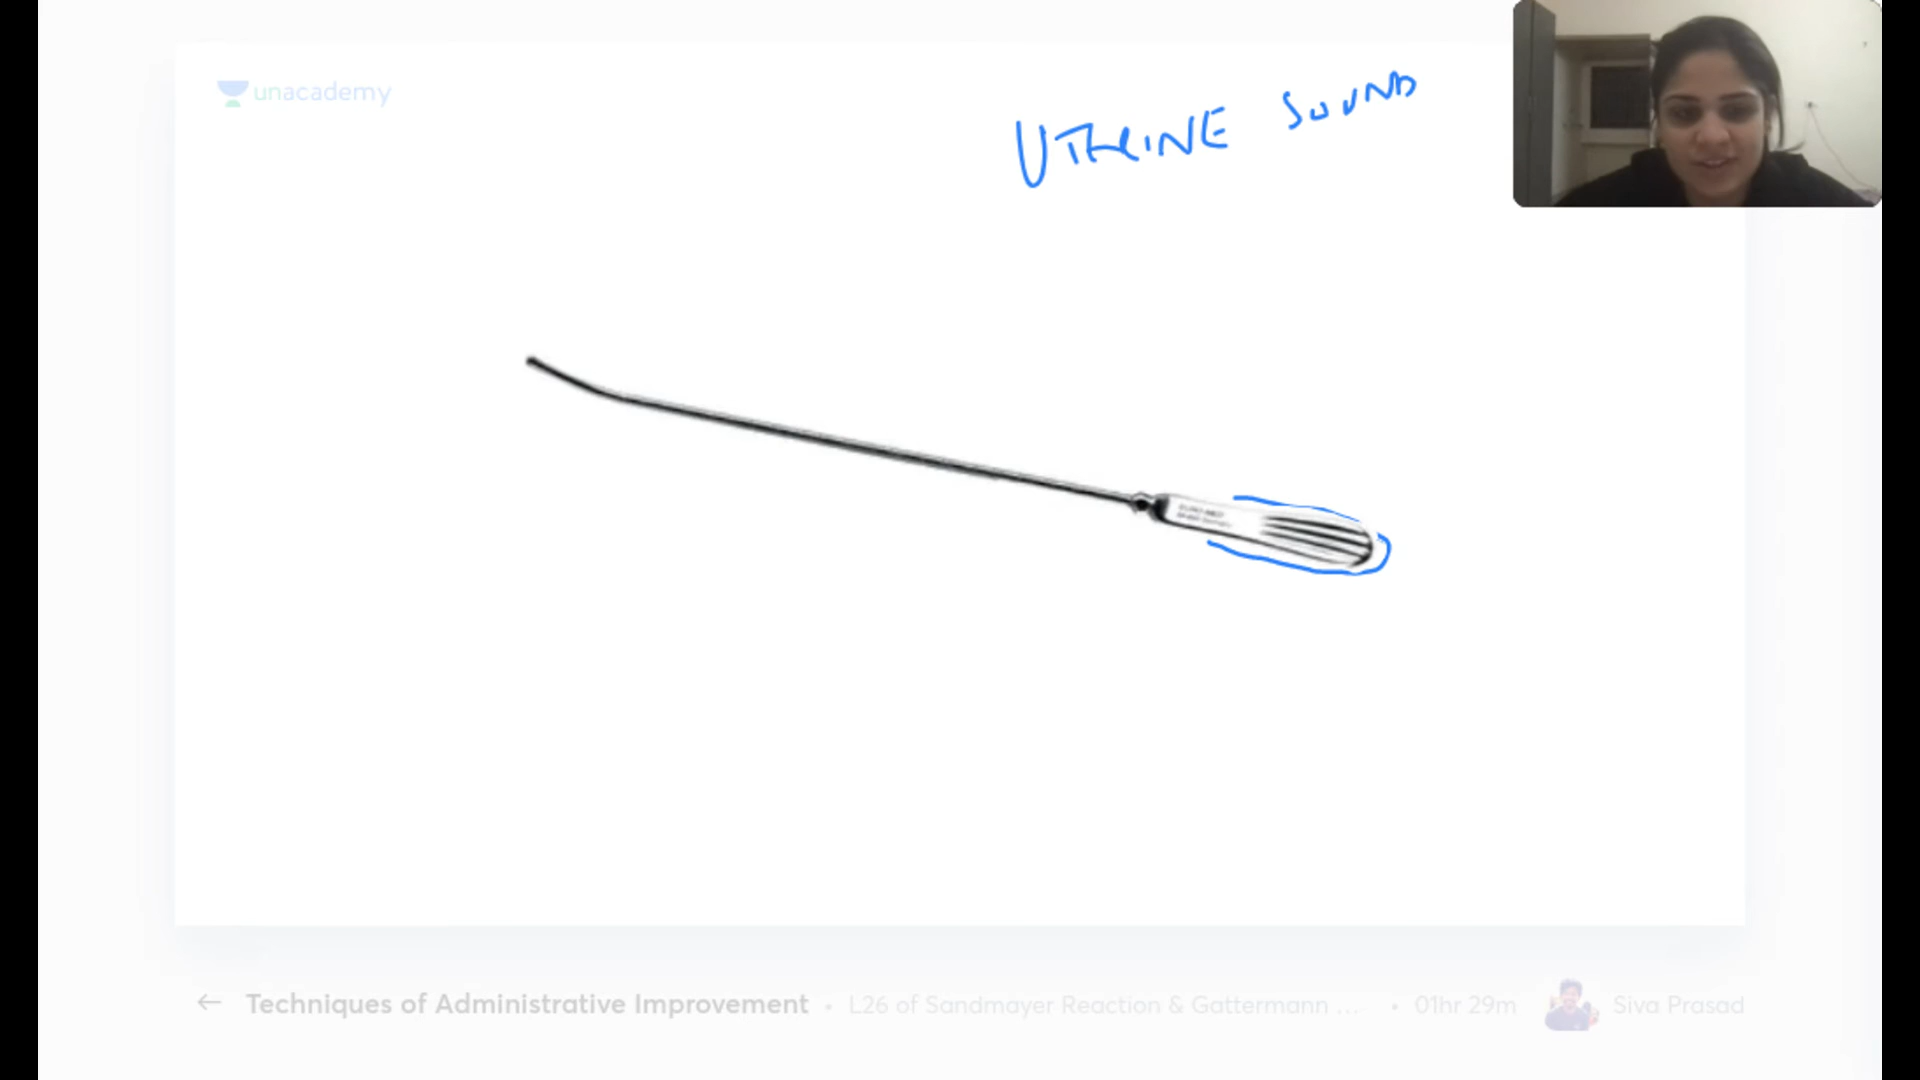 unacademy
UTERINE SOUND
Techniques of Administrative Improvement • L26 of Sandmayer Reaction & Gattermann ... • 01hr 29m Siva Prasad